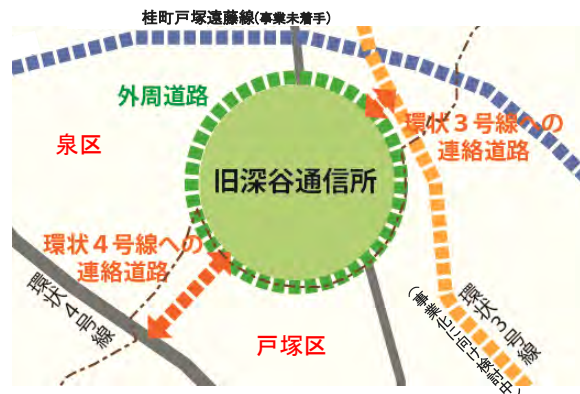 桂町戸塚遠藤線(事業未着手)
外周道路
環状３号線への
連絡道路
泉区
旧深谷通信所
環状４号線への
連絡道路
環状４号線
戸塚区
環状３号線
(事業化に向け検討中)